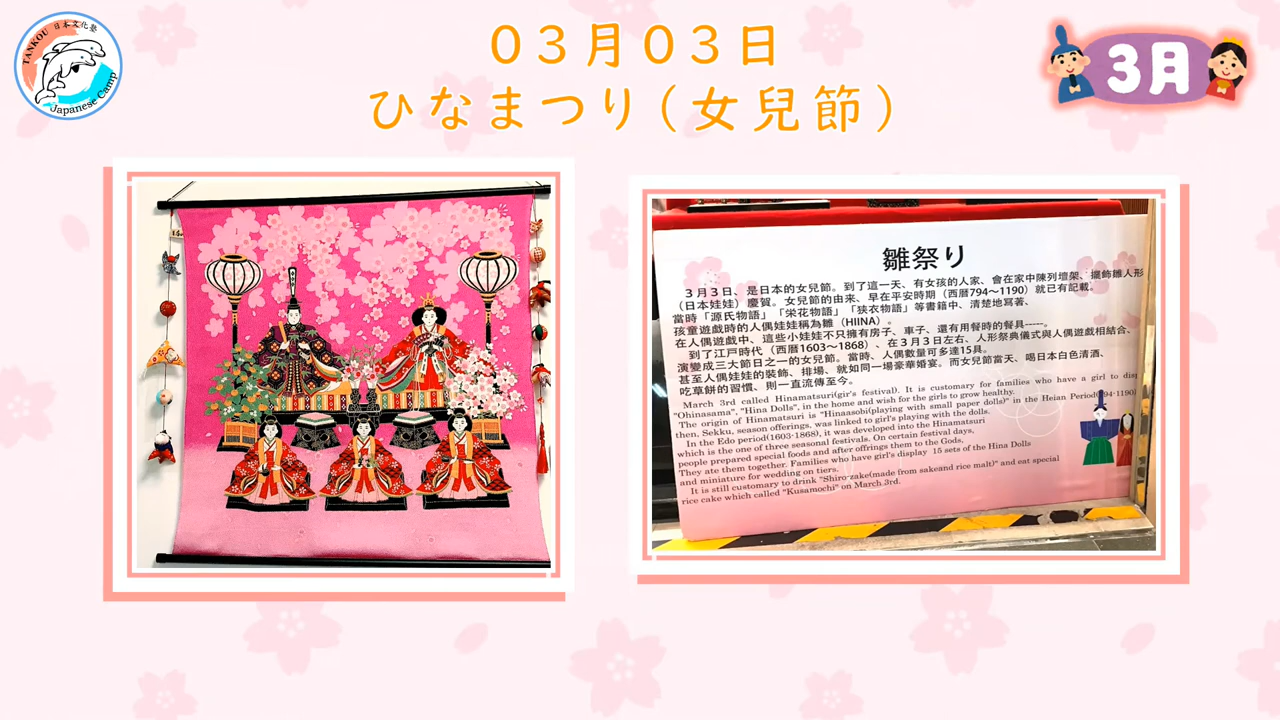 TANKOU 日本文化塾
Japanese Camp
03月03日
ひなまつり(女兒節)
3月
雛祭り
3月3日、是日本的女兒節。到了這一天、有女孩的人家、會在家中陳列壇架、擺飾雛人形
(日本娃娃)慶賀。女兒節的由来、早在平安時期(西曆794~1190)就已有記載。
當時「源氏物語」「栄花物語」「狭衣物語」等書籍中、清楚地寫著、
孩童遊戲時的人偶娃娃稱為雛(HIINA)。
在人偶遊戲中、這些小娃娃不只擁有房子、車子、還有用餐時的餐具-----。
到了江戸時代(西曆1603~1868)、在3月3日左右、人形祭典儀式與人偶遊戲相結合、
演變成三大節日之一的女兒節。當時、人偶數量可多達15具。
甚至人偶娃娃的裝飾、排場、就如同一場豪華婚宴。而女兒節當天、喝日本白色清酒、
吃草餅的習慣、則一直流傳至今。
March 3rd called Hinamatsuri(gir's festival). It is customary for families who have a girl to disp
"Ohinasama", "Hina Dolls", in the home and wish for the girls to grow healthy.
The origin of Hinamatsuri is "Hinaasobi(playing with small paper dolls)" in the Heian Period(794-1190)
then, Sekku, season offerings, was linked to girl's playing with the dolls.
In the Edo period(1603-1868), it was developed into the Hinamatsuri
which is the one of three seasonal festivals. On certain festival days,
people prepared special foods and after offerings them to the Gods,
They ate them together. Families who have girl's display 15 sets of the Hina Dolls
and miniature for wedding on tiers.
It is still customary to drink "Shiro-zake(made from sakeand rice malt)" and eat special
rice cake which called "Kusamochi" on March 3rd.